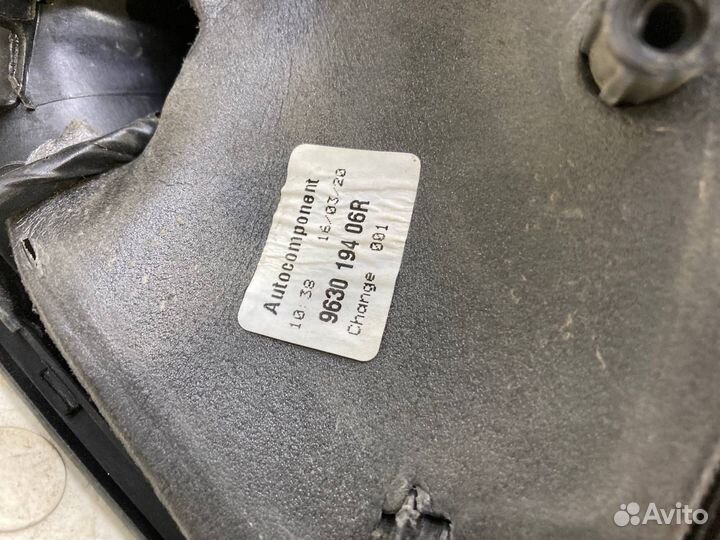 Autocomponent
10:38 16/03/20
9630 194 06R
Change 001
Avito